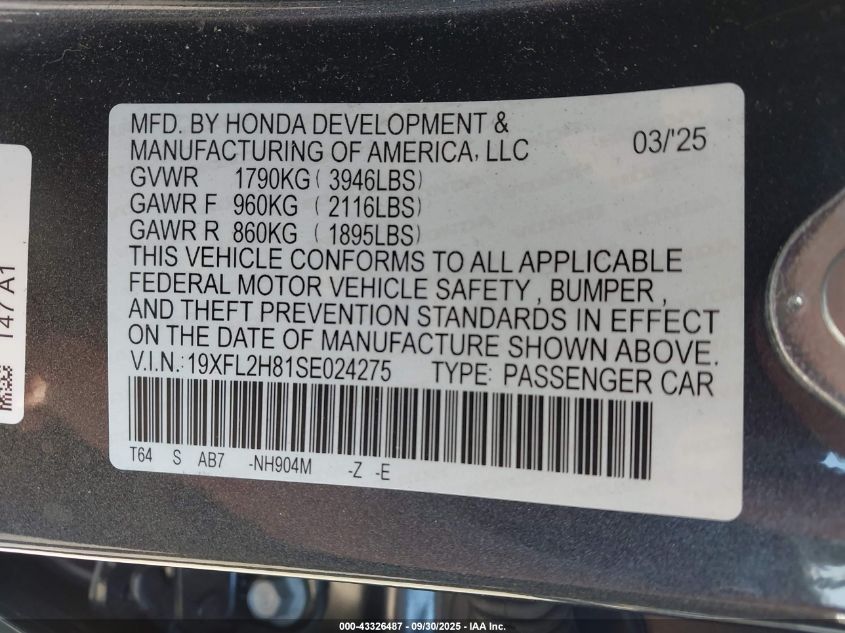 MFD. BY HONDA DEVELOPMENT &
MANUFACTURING OF AMERICA, LLC 03/'25
GVWR 1790KG ( 3946LBS)
GAWR F 960KG ( 2116LBS)
GAWR R 860KG ( 1895LBS)
THIS VEHICLE CONFORMS TO ALL APPLICABLE
FEDERAL MOTOR VEHICLE SAFETY , BUMPER ,
AND THEFT PREVENTION STANDARDS IN EFFECT
ON THE DATE OF MANUFACTURE SHOWN ABOVE.
V.I.N.: 19XFL2H81SE024275 TYPE: PASSENGER CAR
T64 S AB7 -NH904M -Z -E
147 A1
000-43326487 - 09/30/2025 - IAA Inc.